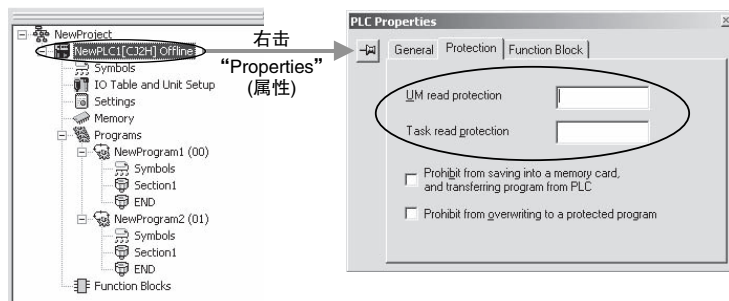 NewProject
NewPLC1[CJ2H] Offline
Symbols
IO Table and Unit Setup
Settings
Memory
Programs
NewProgram1 (00)
Symbols
Section1
END
NewProgram2 (01)
Symbols
Section1
END
Function Blocks
右击
“Properties”
(属性)
PLC Properties
General Protection Function Block
UM read protection
Task read protection
Prohibit from saving into a memory card,
and transferring program from PLC
Prohibit from overwriting to a protected program